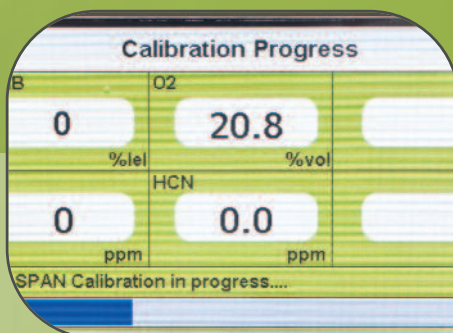 Calibration Progress
B O2
0 20.8
%lel %vol
HCN
0 0.0
ppm ppm
SPAN Calibration in progress....